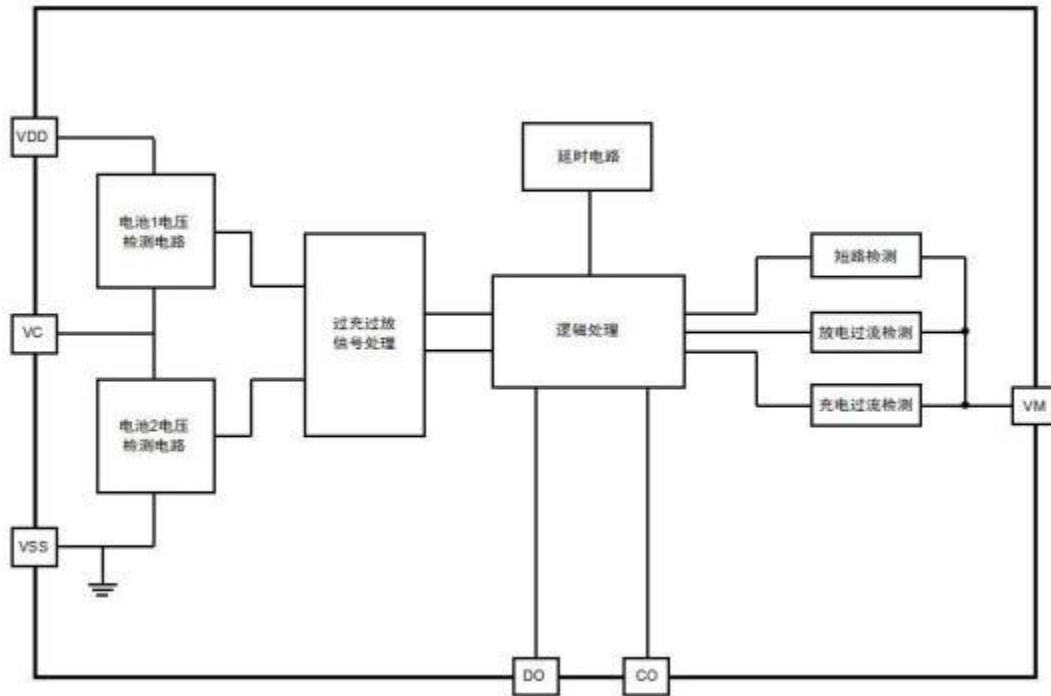 VDD
延时电路
电池1电压
检测电路
短路检测
过充过放
信号处理
逻辑处理
VC
放电过流检测
电池2电压
检测电路
充电过流检测
VM
VSS
DO
CO